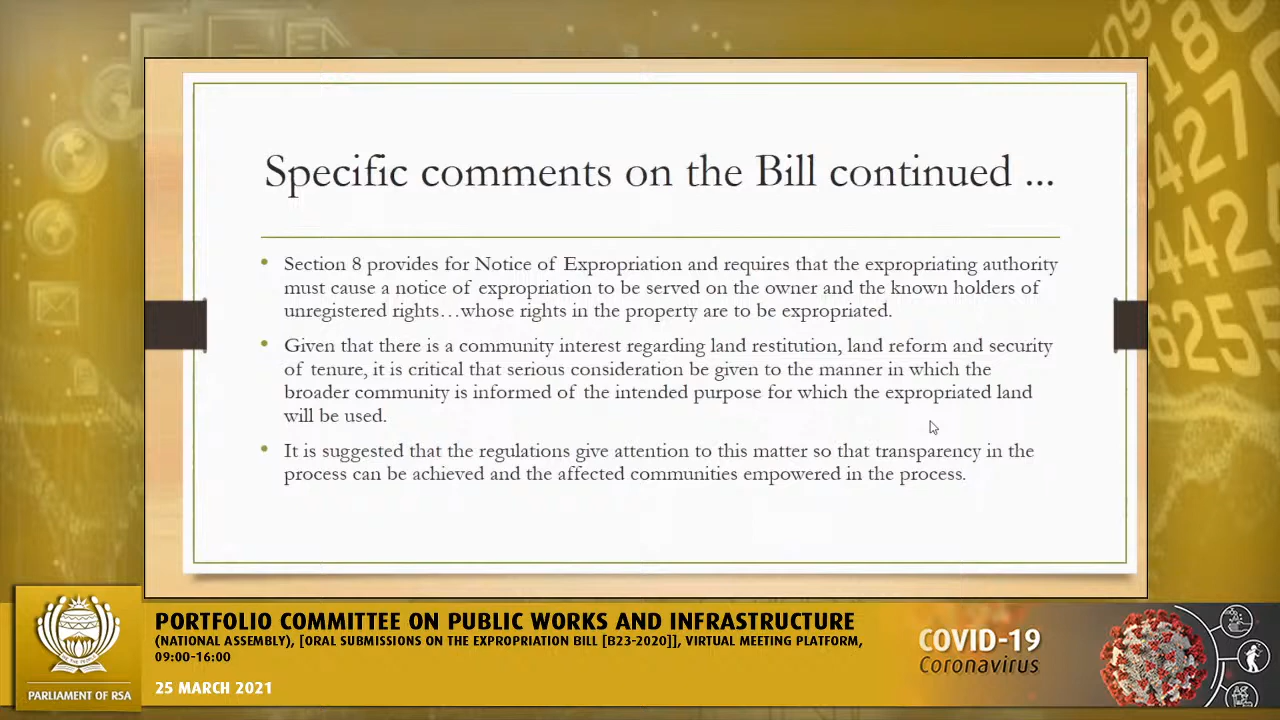 Specific comments on the Bill continued ...
• Section 8 provides for Notice of Expropriation and requires that the expropriating authority
must cause a notice of expropriation to be served on the owner and the known holders of
unregistered rights…whose rights in the property are to be expropriated.
• Given that there is a community interest regarding land restitution, land reform and security
of tenure, it is critical that serious consideration be given to the manner in which the
broader community is informed of the intended purpose for which the expropriated land
will be used.
• It is suggested that the regulations give attention to this matter so that transparency in the
process can be achieved and the affected communities empowered in the process.
PARLIAMENT OF RSA
PORTFOLIO COMMITTEE ON PUBLIC WORKS AND INFRASTRUCTURE
(NATIONAL ASSEMBLY), [ORAL SUBMISSIONS ON THE EXPROPRIATION BILL [B23-2020]], VIRTUAL MEETING PLATFORM,
09:00-16:00
25 MARCH 2021
COVID-19
Coronavirus